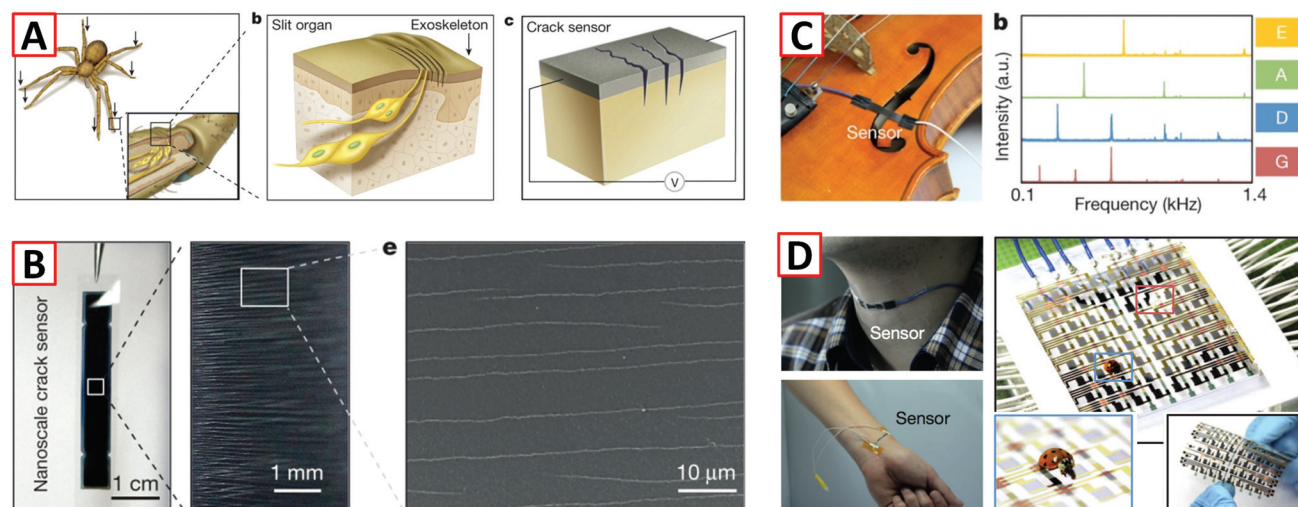 A
b
Slit organ
Exoskeleton
c
Crack sensor
V
B
Nanoscale crack sensor
1 cm
1 mm
e
10 μm
C
Sensor
b
Intensity (a.u.)
E
A
D
G
0.1
1.4
Frequency (kHz)
D
Sensor
Sensor